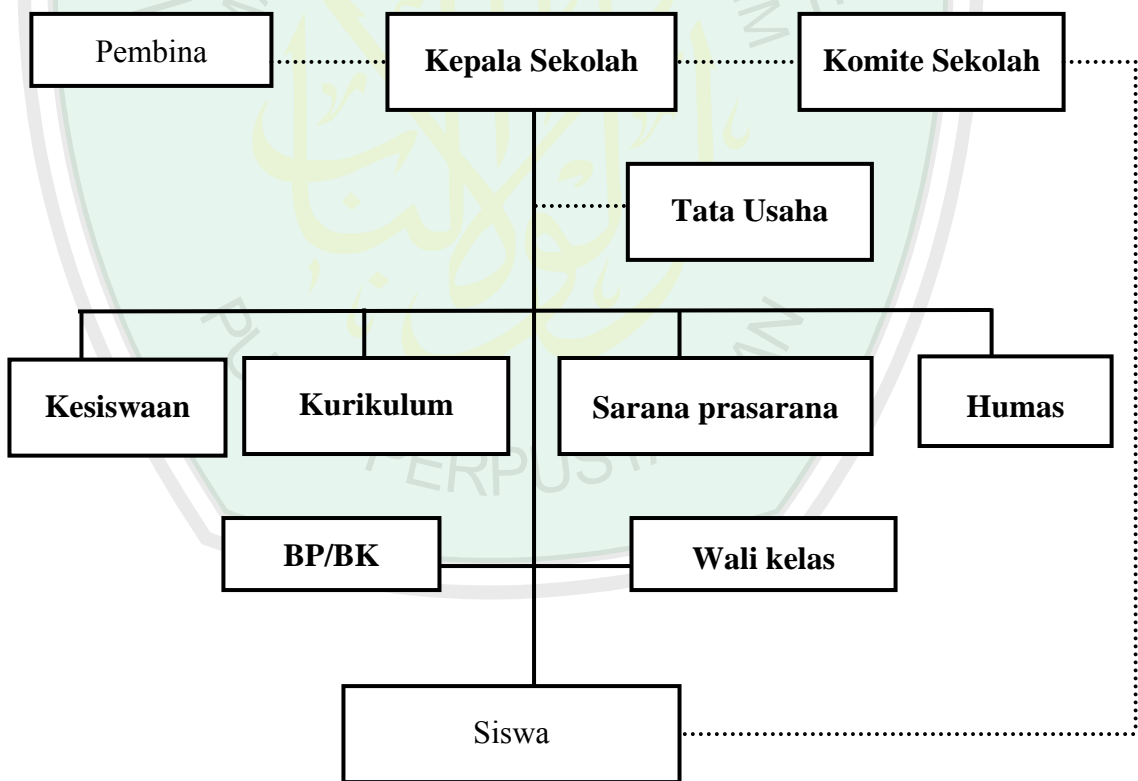 Pembina
Kepala Sekolah
Komite Sekolah
Tata Usaha
Kesiswaan
Kurikulum
Sarana prasarana
Humas
BP/BK
Wali kelas
Siswa